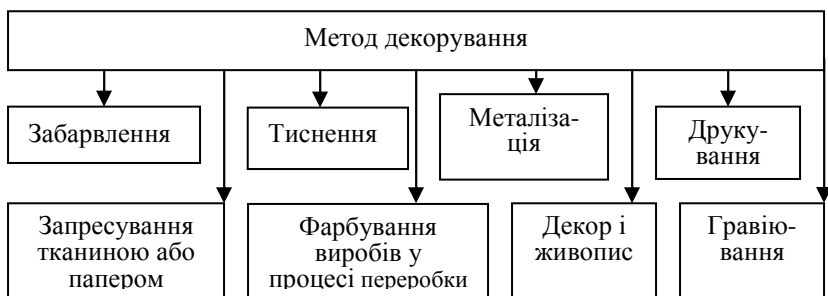 Метод декорування
Забарвлення
Тиснення
Металіза-
ція
Друку-
вання
Запресування
тканиною або
папером
Фарбування
виробів у
процесі переробки
Декор і
живопис
Гравію-
вання